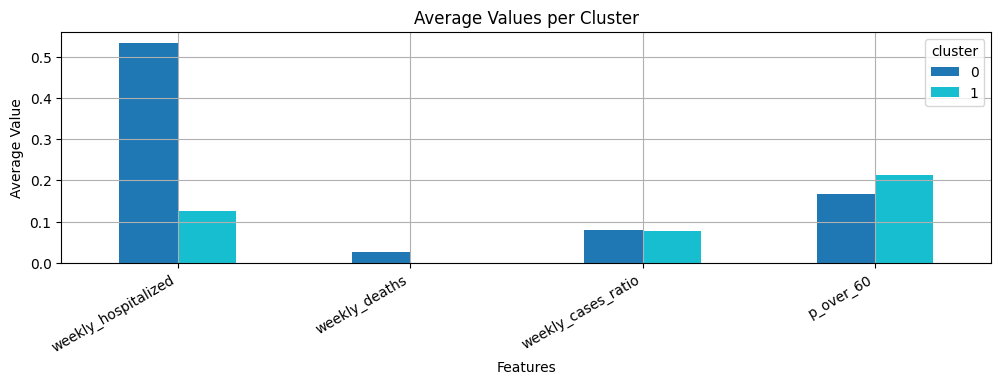 Average Values per Cluster
Average Value
0.5
0.4
0.3
0.2
0.1
0.0
cluster
0
1
weekly_hospitalized
weekly_deaths
weekly_cases_ratio
p_over_60
Features